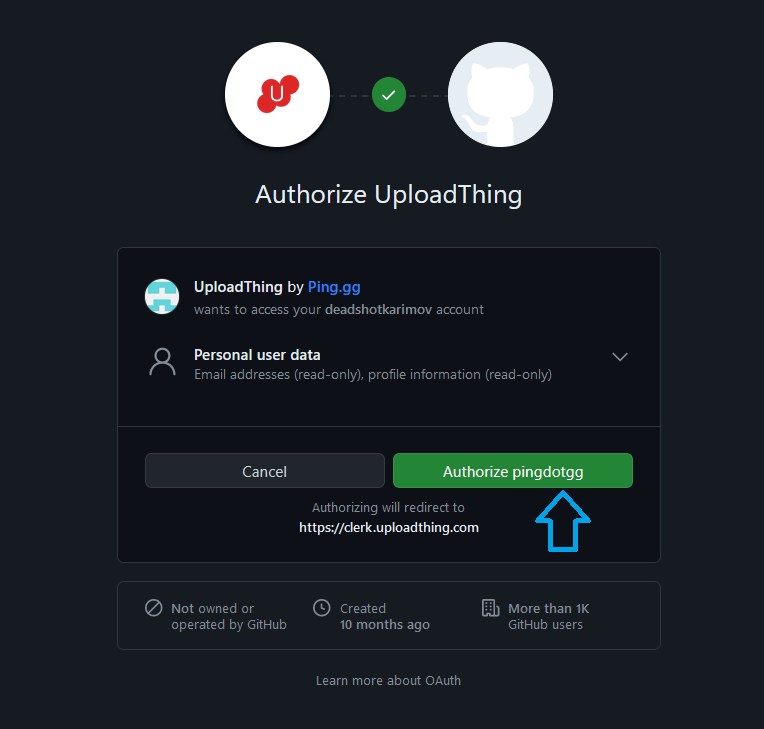 U
Authorize UploadThing
UploadThing by Ping.gg
wants to access your deadshotkarimov account
Personal user data
Email addresses (read-only), profile information (read-only)
Cancel
Authorize pingdotgg
Authorizing will redirect to
https://clerk.uploadthing.com
Not owned or
operated by GitHub
Created
10 months ago
More than 1K
GitHub users
Learn more about OAuth